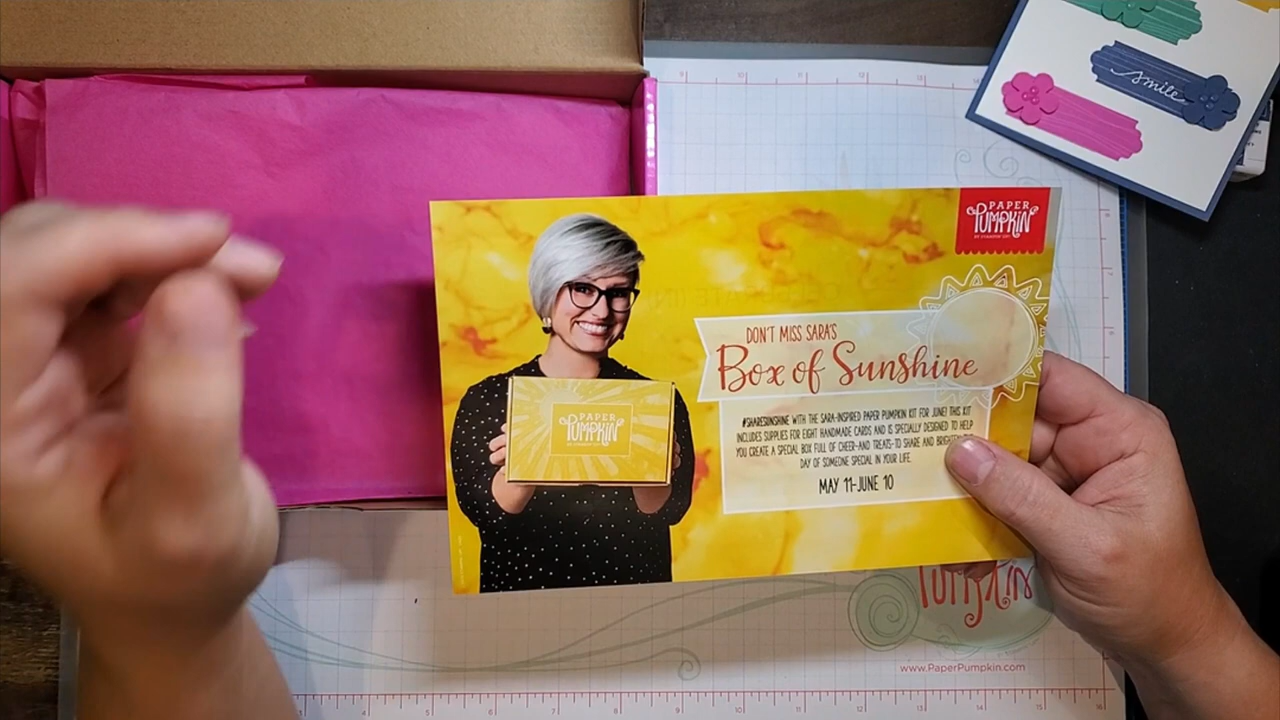 smile
PAPER
PUMPKIN
BY STAMPIN' UP!
DON'T MISS SARA'S
Box of Sunshine
#SHARESUNSHINE WITH THE SARA-INSPIRED PAPER PUMPKIN KIT FOR JUNE! THIS KIT
INCLUDES SUPPLIES FOR EIGHT HANDMADE CARDS AND IS SPECIALLY DESIGNED TO HELP
YOU CREATE A SPECIAL BOX FULL OF CHEER-AND TREATS-TO SHARE AND
DAY OF SOMEONE SPECIAL IN YOUR LIFE.
MAY 11-JUNE 10
PAPER
PUMPKIN
Pumpkin
www.PaperPumpkin.com